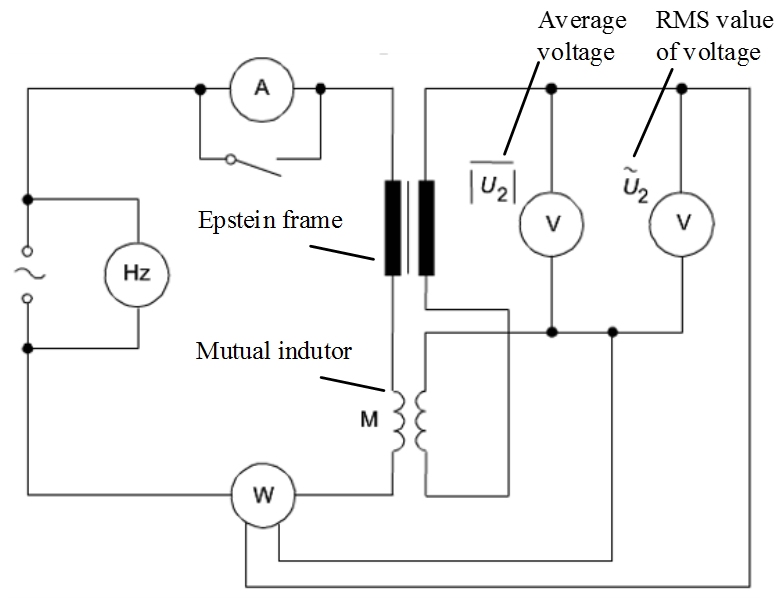 Average
voltage
RMS value
of voltage
A
|U₂|
Ũ₂
V
V
Epstein frame
Hz
Mutual indutor
M
W